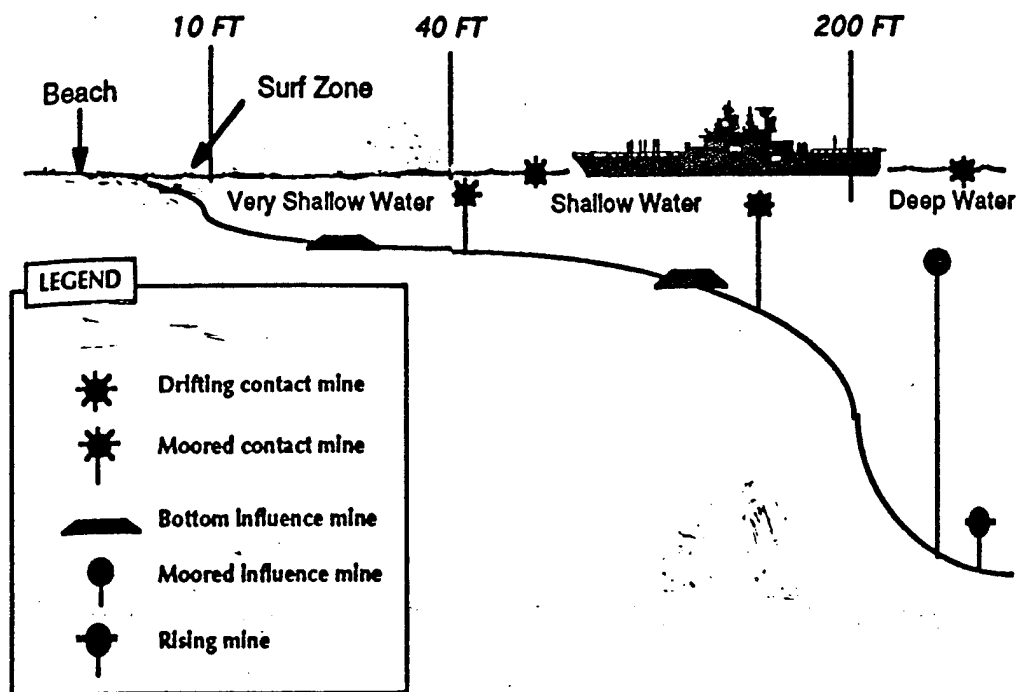 10 FT
40 FT
200 FT
Beach
Surf Zone
Very Shallow Water
Shallow Water
Deep Water
LEGEND
Drifting contact mine
Moored contact mine
Bottom influence mine
Moored influence mine
Rising mine